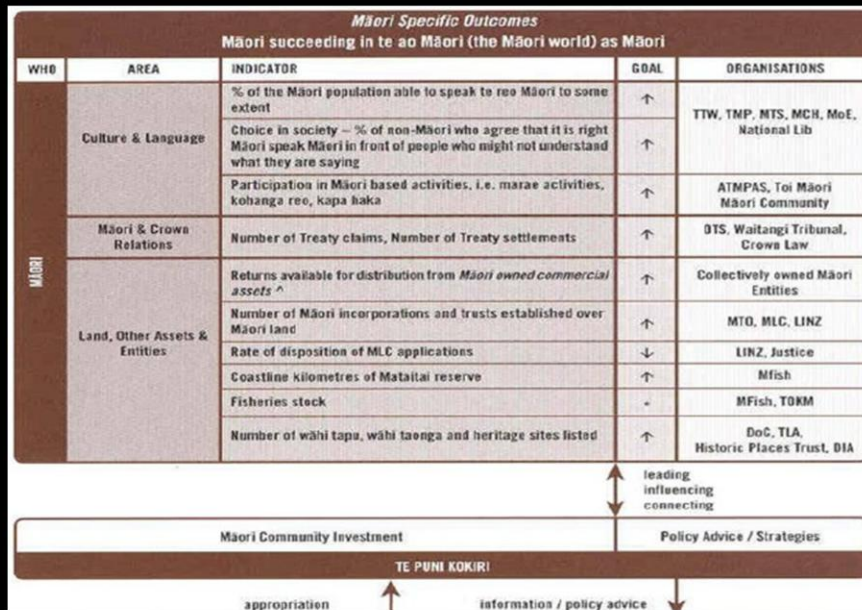 Māori Specific Outcomes
Māori succeeding in te ao Māori (the Māori world) as Māori
WHO AREA INDICATOR GOAL ORGANISATIONS
MĀORI
Culture & Language
% of the Māori population able to speak te reo Māori to some
extent
↑
Choice in society – % of non-Māori who agree that it is right
Māori speak Māori in front of people who might not understand
what they are saying
↑
TTW, TMP, MTS, MCH, MoE,
National Lib
Participation in Māori based activities, i.e. marae activities,
kohanga reo, kapa haka
↑
ATMPAS, Toi Māori
Māori Community
Māori & Crown
Relations
Number of Treaty claims, Number of Treaty settlements
↑
OTS, Waitangi Tribunal,
Crown Law
Land, Other Assets &
Entities
Returns available for distribution from Māori owned commercial
assets ^
↑
Collectively owned Māori
Entities
Number of Māori incorporations and trusts established over
Māori land
↑
MTO, MLC, LINZ
Rate of disposition of MLC applications
↓
LINZ, Justice
Coastline kilometres of Mataitai reserve
↑
Mfish
Fisheries stock
-
MFish, TOKM
Number of wāhi tapu, wāhi taonga and heritage sites listed
↑
DoC, TLA,
Historic Places Trust, DIA
leading
influencing
connecting
Māori Community Investment
Policy Advice / Strategies
TE PUNI KOKIRI
appropriation
information / policy advice